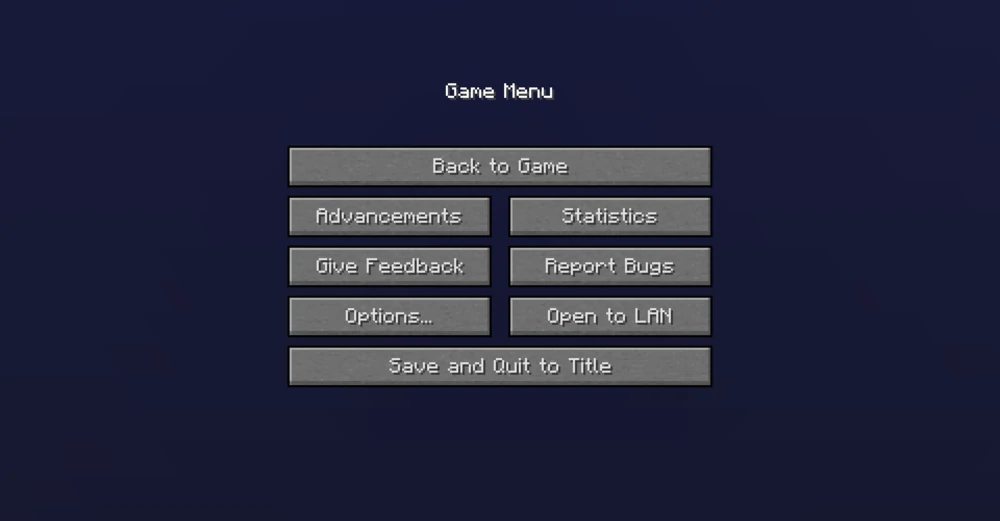 Game Menu
Back to Game
Advancements
Statistics
Give Feedback
Report Bugs
Options...
Open to LAN
Save and Quit to Title